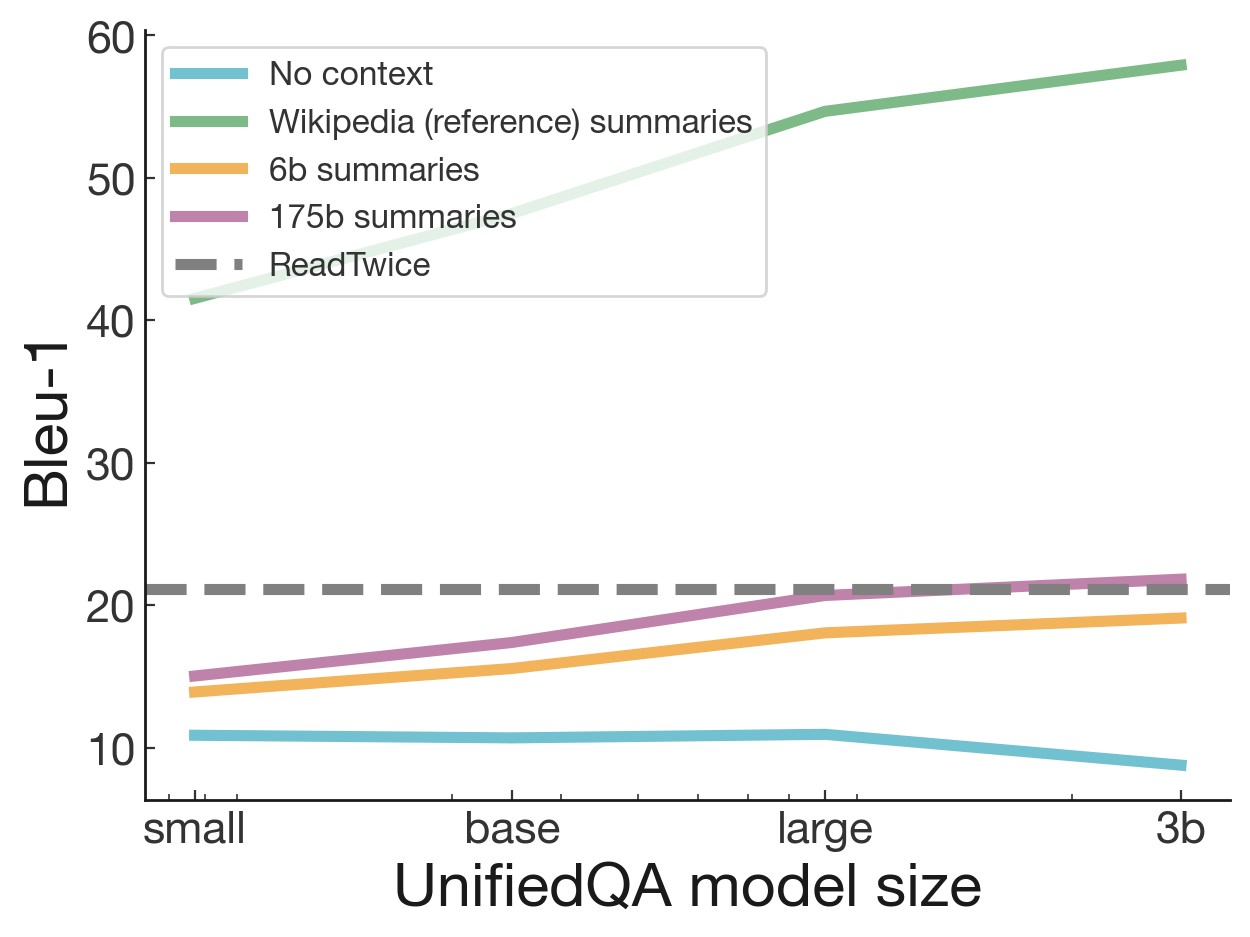 60
50
40
30
20
10
Bleu-1
No context
Wikipedia (reference) summaries
6b summaries
175b summaries
ReadTwice
small base large 3b
UnifiedQA model size